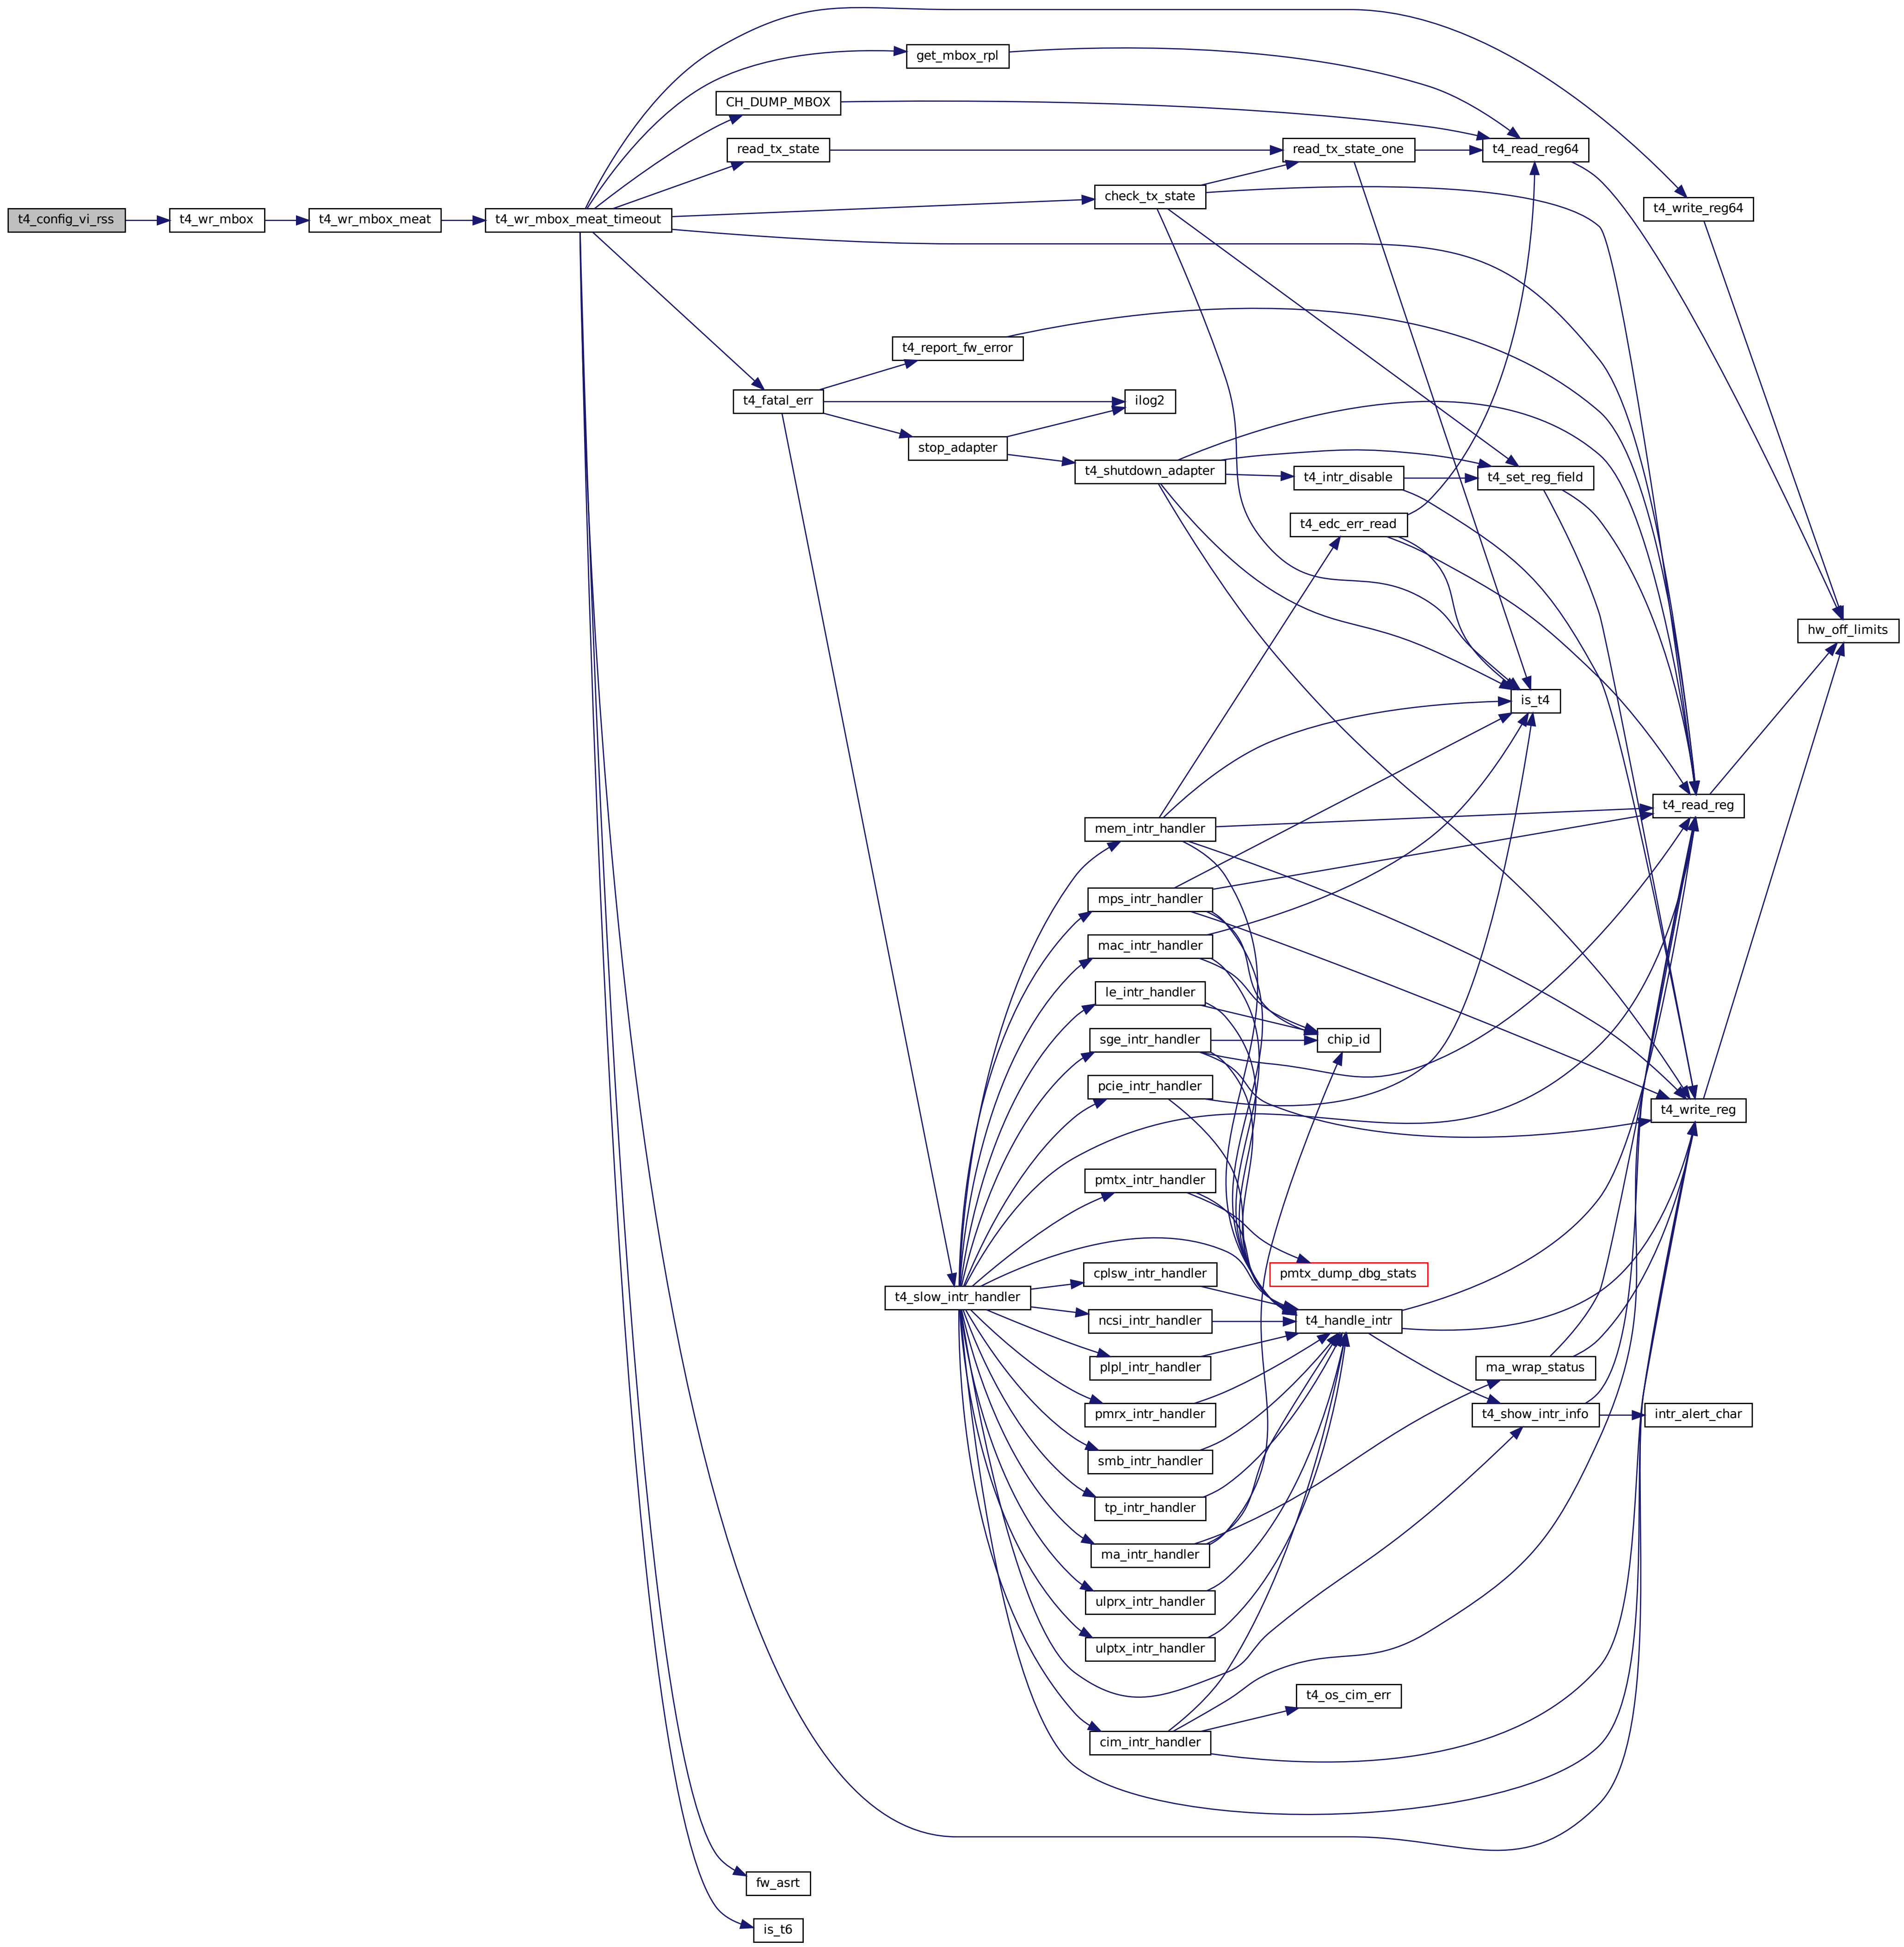 t4_config_vi_rss
t4_wr_mbox
t4_wr_mbox_meat
t4_wr_mbox_meat_timeout
get_mbox_rpl
CH_DUMP_MBOX
read_tx_state
read_tx_state_one
t4_read_reg64
check_tx_state
t4_write_reg64
t4_report_fw_error
t4_fatal_err
ilog2
stop_adapter
t4_shutdown_adapter
t4_intr_disable
t4_set_reg_field
t4_edc_err_read
hw_off_limits
is_t4
t4_read_reg
mem_intr_handler
mps_intr_handler
mac_intr_handler
le_intr_handler
sge_intr_handler
chip_id
pcie_intr_handler
t4_write_reg
pmtx_intr_handler
cplsw_intr_handler
pmtx_dump_dbg_stats
t4_slow_intr_handler
ncsi_intr_handler
t4_handle_intr
plpl_intr_handler
ma_wrap_status
pmrx_intr_handler
t4_show_intr_info
intr_alert_char
smb_intr_handler
tp_intr_handler
ma_intr_handler
ulprx_intr_handler
ulptx_intr_handler
t4_os_cim_err
cim_intr_handler
fw_asrt
is_t6